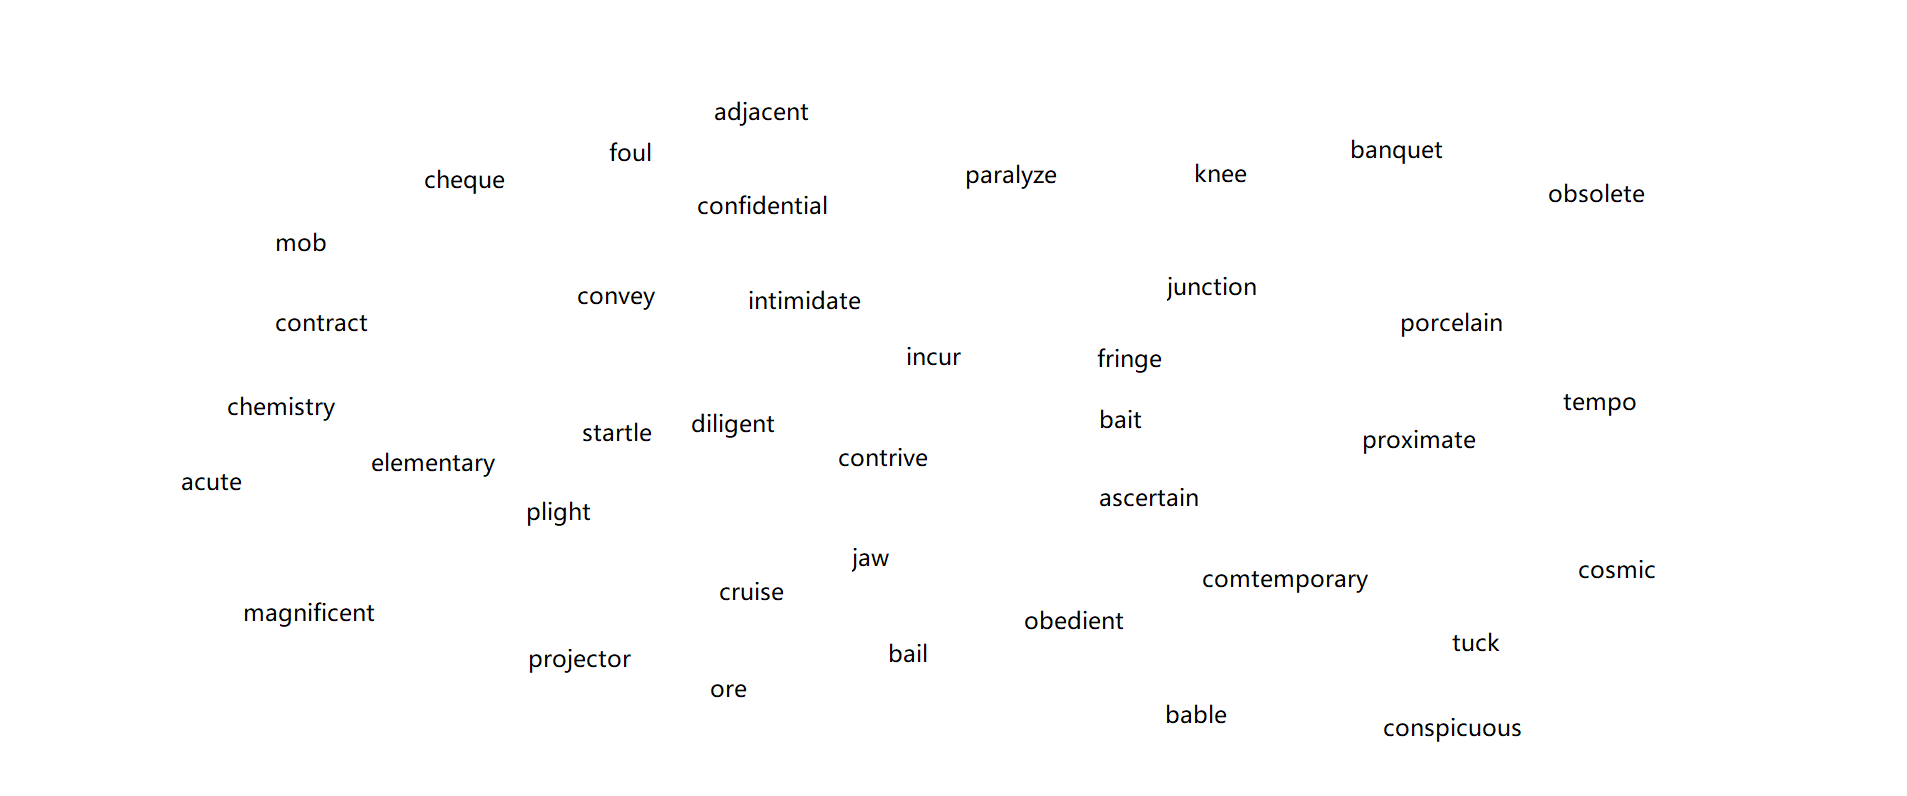 adjacent
foul
banquet
cheque
paralyze
knee
obsolete
confidential
mob
convey
intimidate
junction
contract
porcelain
incur
fringe
chemistry
tempo
startle
diligent
bait
proximate
elementary
contrive
acute
plight
ascertain
jaw
cruise
comtemporary
cosmic
magnificent
obedient
projector
bail
tuck
ore
bable
conspicuous